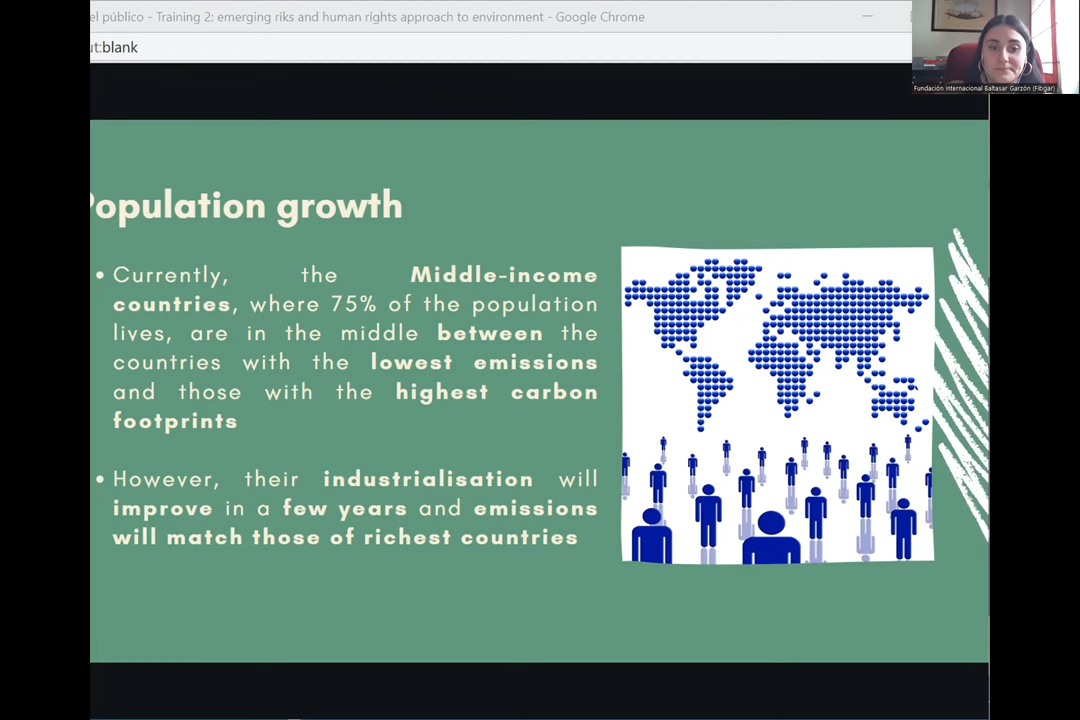 el público - Training 2: emerging riks and human rights approach to environment - Google Chrome
ut:blank
Fundación Internacional Baltasar Garzón (Fibgar)
Population growth
• Currently, the Middle-income
countries, where 75% of the population
lives, are in the middle between the
countries with the lowest emissions
and those with the highest carbon
footprints
• However, their industrialisation will
improve in a few years and emissions
will match those of richest countries